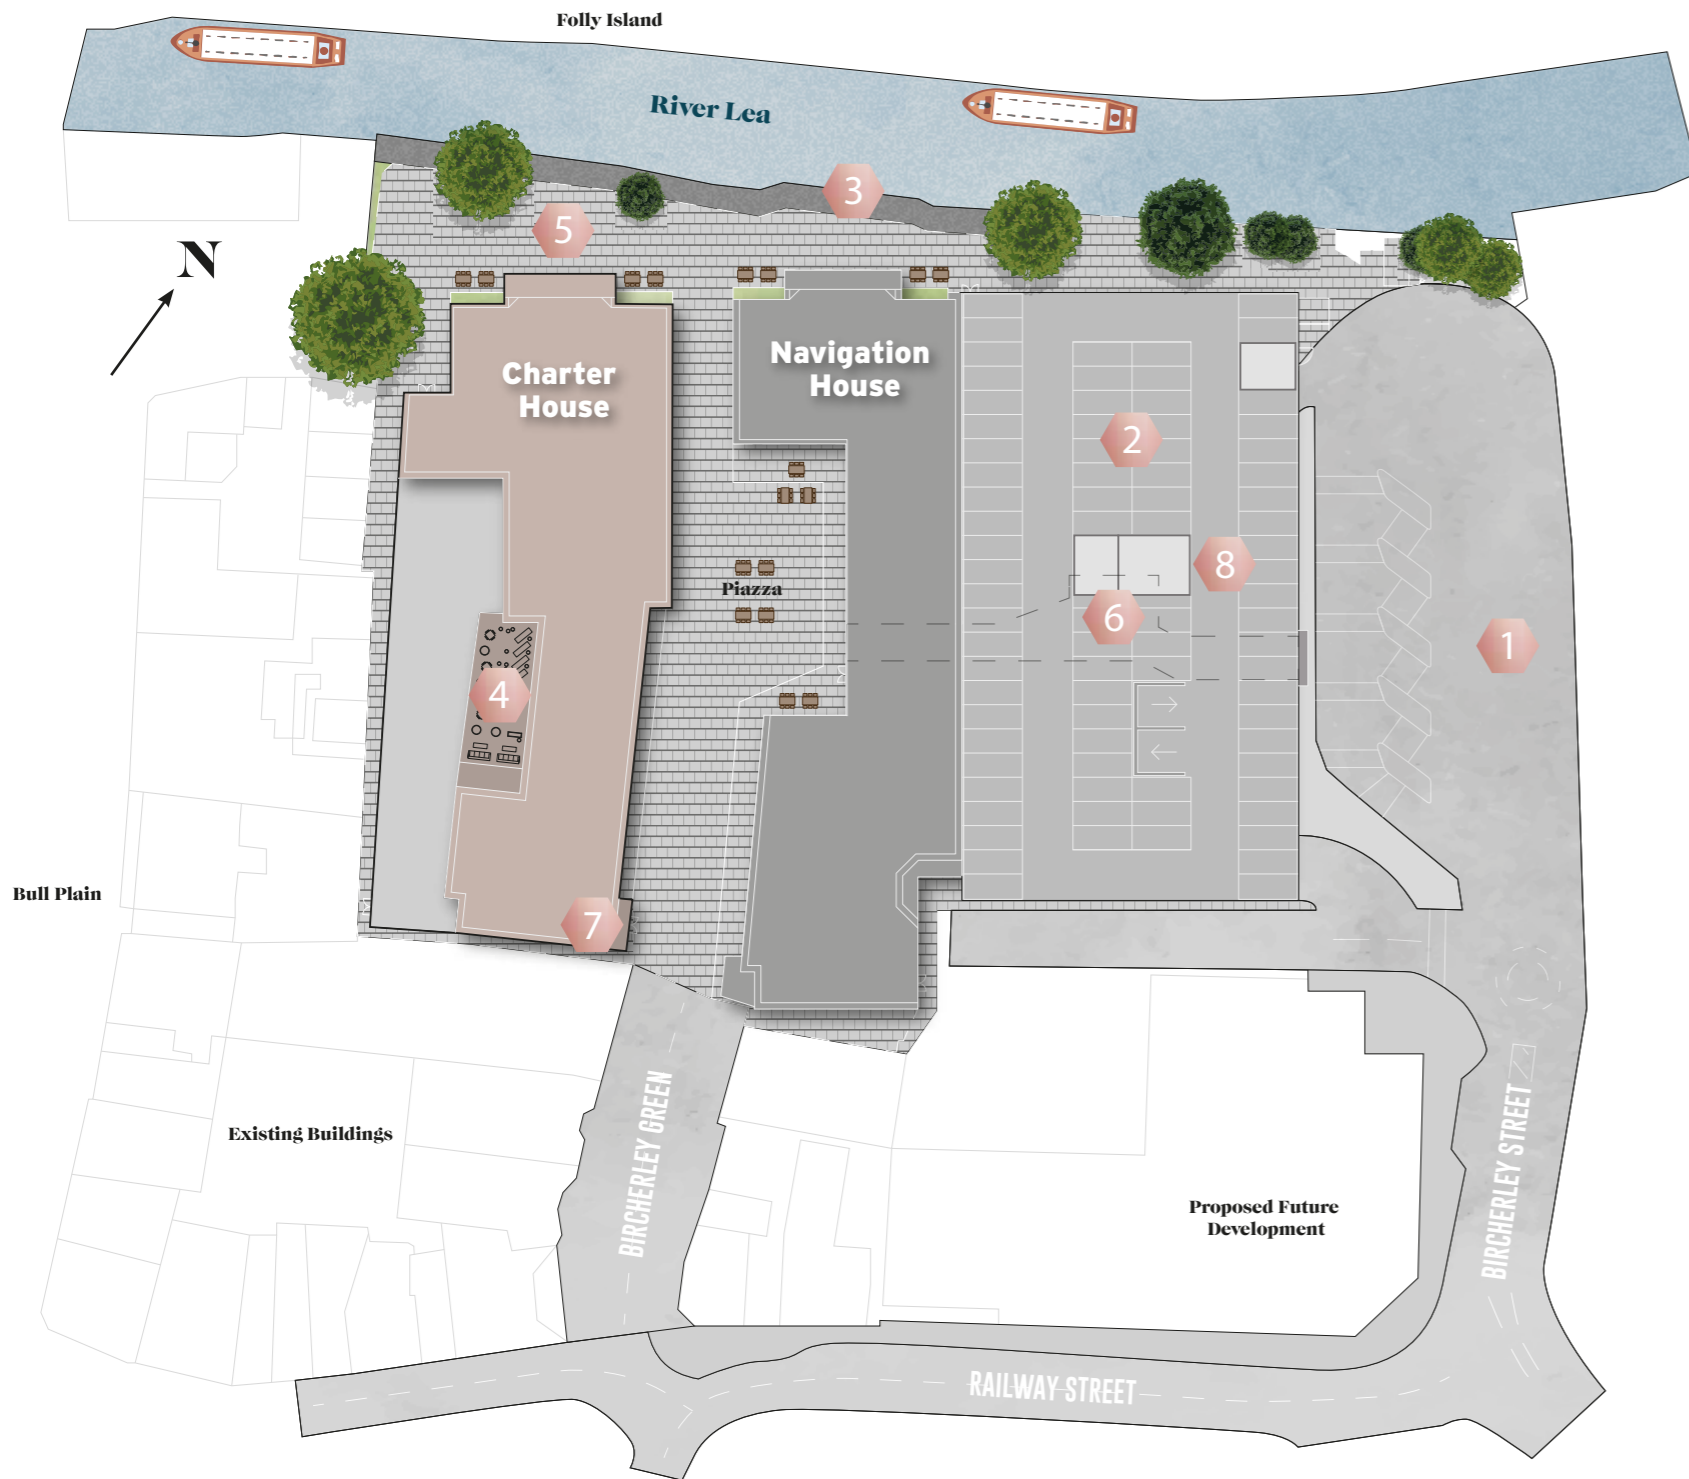 Folly Island
River Lea
3
5
N
Charter
House
Navigation
House
2
8
Piazza
6
1
4
Bull Plain
7
BIRCHERLEY GREEN
Existing Buildings
BIRCHERLEY STREET
Proposed Future
Development
RAILWAY STREET